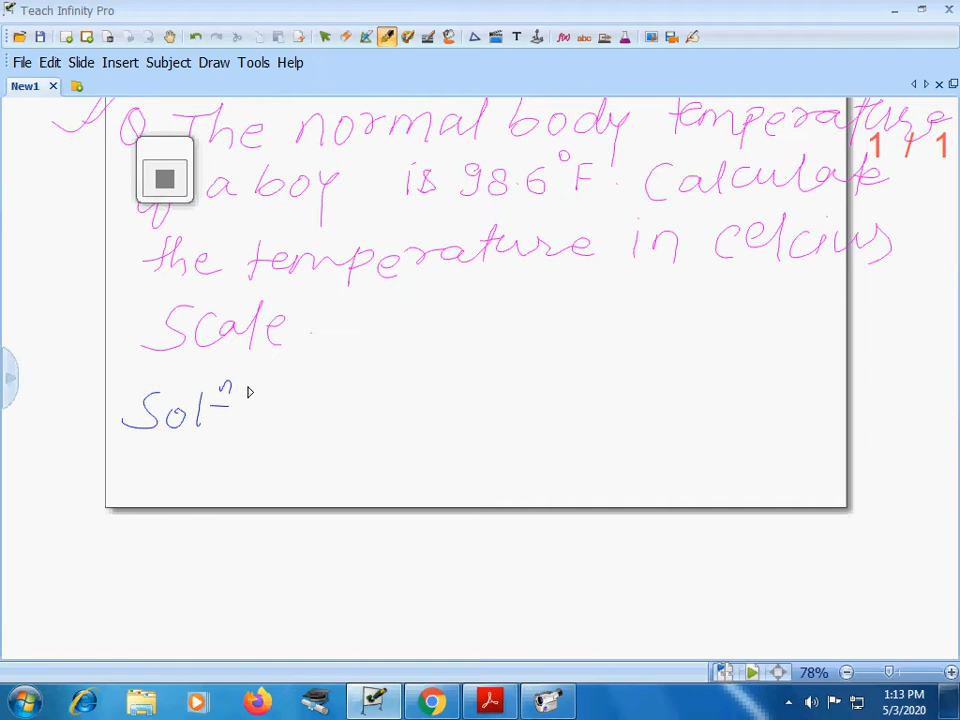 Teach Infinity Pro
File Edit Slide Insert Subject Draw Tools Help
New1
Q The normal body temperature
1 / 1
of a boy is 98.6°F. Calculate
the temperature in celcius
Scale.
Solⁿ
78%
1:13 PM
5/3/2020